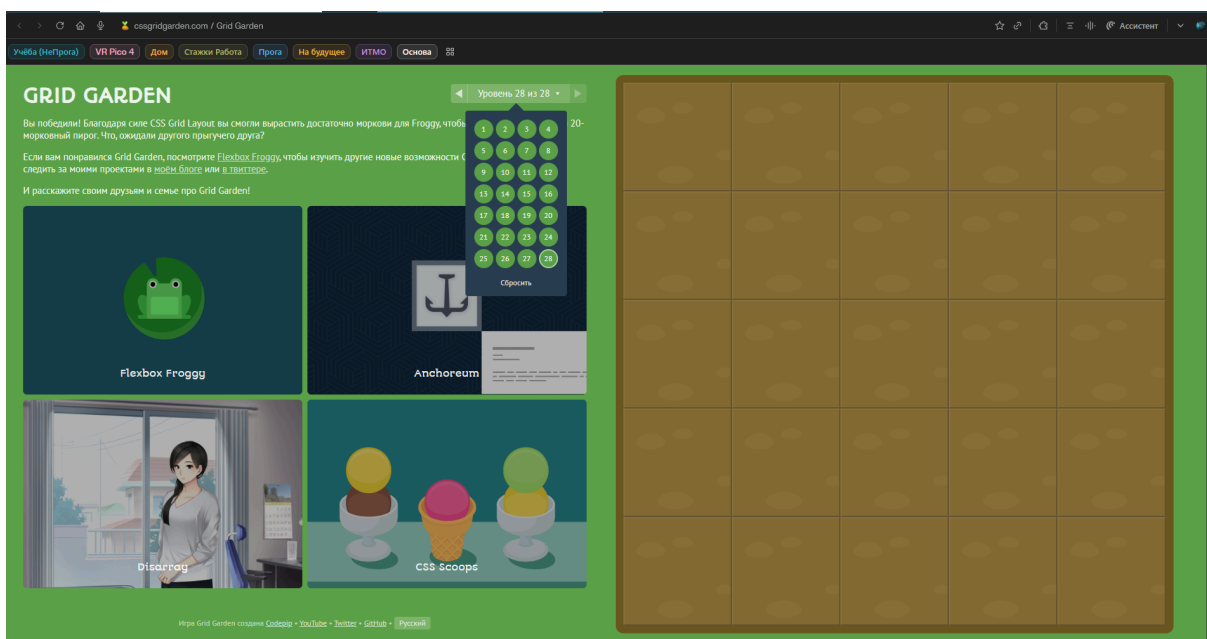 cssgridgarden.com / Grid Garden
Ассистент
Учёба (НеПрога)
VR Pico 4
Дом
Стажки Работа
Прога
На будущее
ИТМО
Основа
GRID GARDEN
Уровень 28 из 28
Вы победили! Благодаря силе CSS Grid Layout вы смогли вырастить достаточно моркови для Froggy, чтобы 20-
морковный пирог. Что, ожидали другого прыгучего друга?
Если вам понравился Grid Garden, посмотрите Flexbox Froggy, чтобы изучить другие новые возможности
следить за моими проектами в моём блоге или в твиттере.
И расскажите своим друзьям и семье про Grid Garden!
1 2 3 4
5 6 7 8
9 10 11 12
13 14 15 16
17 18 19 20
21 22 23 24
25 26 27 28
Сбросить
Flexbox Froggy
Anchoreum
Disarray
CSS Scoops
Игра Grid Garden создана Codepip • YouTube • Twitter • GitHub • Русский